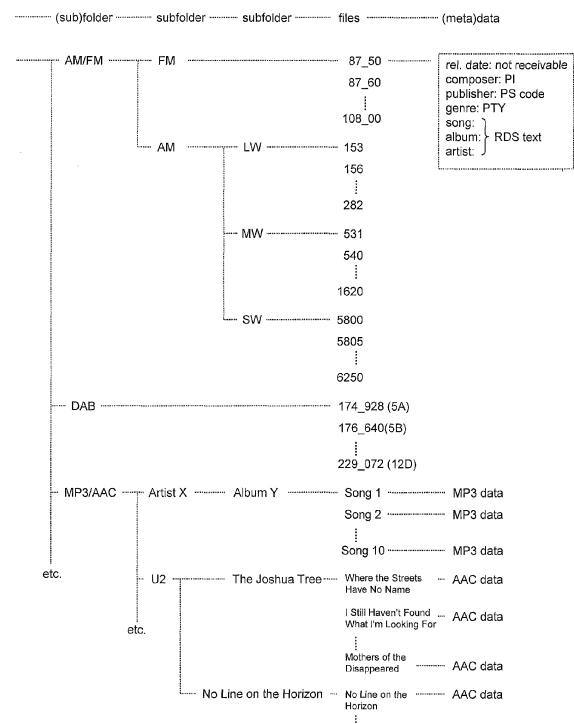 (sub)folder subfolder subfolder files (meta)data
AM/FM FM 87_50
87_60
108_00
rel. date: not receivable
composer: PI
publisher: PS code
genre: PTY
song:
album: RDS text
artist:
AM LW 153
156
282
MW 531
540
1620
SW 5800
5805
6250
DAB 174_928 (5A)
176_640(5B)
229_072 (12D)
MP3/AAC Artist X Album Y Song 1 MP3 data
Song 2 MP3 data
Song 10 MP3 data
etc.
U2 The Joshua Tree Where the Streets
Have No Name AAC data
etc.
I Still Haven't Found
What I'm Looking For AAC data
Mothers of the
Disappeared AAC data
No Line on the Horizon No Line on the
Horizon AAC data